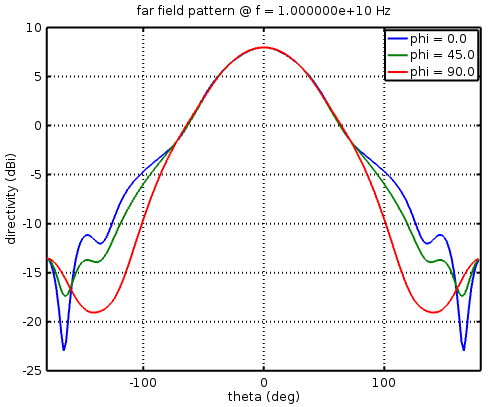 far field pattern @ f = 1.000000e+10 Hz
phi = 0.0
phi = 45.0
phi = 90.0
directivity (dBi)
10
5
0
-5
-10
-15
-20
-25
-100 0 100
theta (deg)